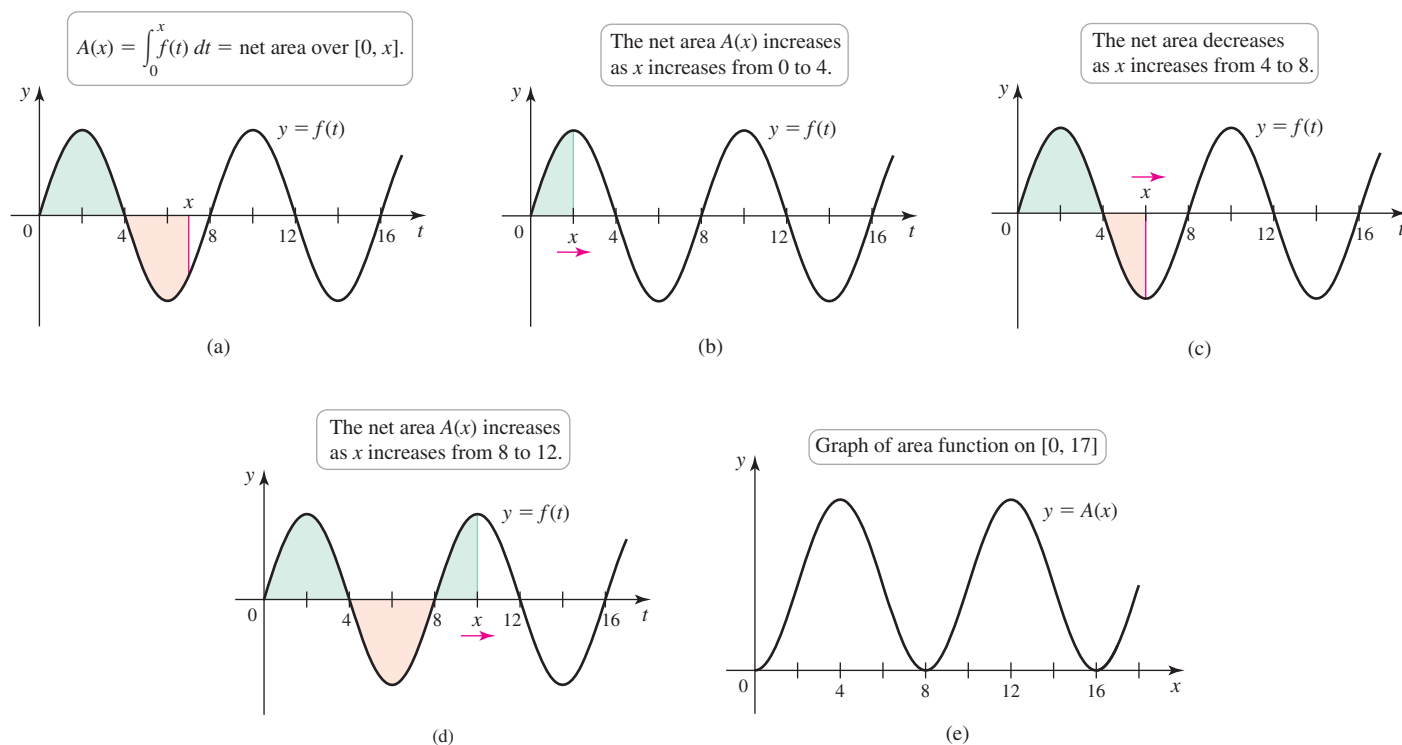 A(x) = ∫₀ˣ f(t) dt = net area over [0, x].
y
y = f(t)
x
0 4 8 12 16 t
(a)
The net area A(x) increases
as x increases from 0 to 4.
y
y = f(t)
0 4 8 12 16 t
x
(b)
The net area decreases
as x increases from 4 to 8.
y
y = f(t)
x
0 4 8 12 16 t
(c)
The net area A(x) increases
as x increases from 8 to 12.
y
y = f(t)
0 4 8 x 12 16 t
(d)
Graph of area function on [0, 17]
y
y = A(x)
0 4 8 12 16 x
(e)